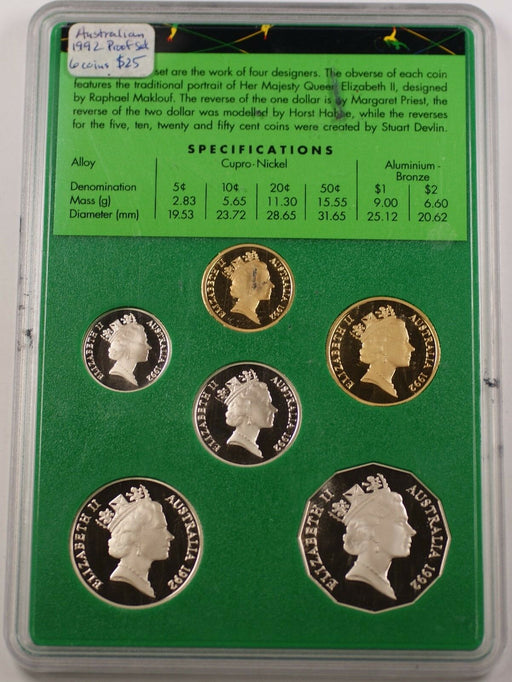 Australian
1992 Proof Set
6 coins $25
set are the work of four designers. The obverse of each coin
features the traditional portrait of Her Majesty Queen Elizabeth II, designed
by Raphael Maklouf. The reverse of the one dollar is by Margaret Priest, the
reverse of the two dollar was modelled by Horst Hahne, while the reverses
for the five, ten, twenty and fifty cent coins were created by Stuart Devlin.
SPECIFICATIONS
Alloy Cupro-Nickel Aluminium-
Bronze
Denomination 5¢ 10¢ 20¢ 50¢ $1 $2
Mass (g) 2.83 5.65 11.30 15.55 9.00 6.60
Diameter (mm) 19.53 23.72 28.65 31.65 25.12 20.62
ELIZABETH II AUSTRALIA 1992
ELIZABETH II AUSTRALIA 1992
ELIZABETH II AUSTRALIA 1992
ELIZABETH II AUSTRALIA 1992
ELIZABETH II AUSTRALIA 1992
ELIZABETH II AUSTRALIA 1992